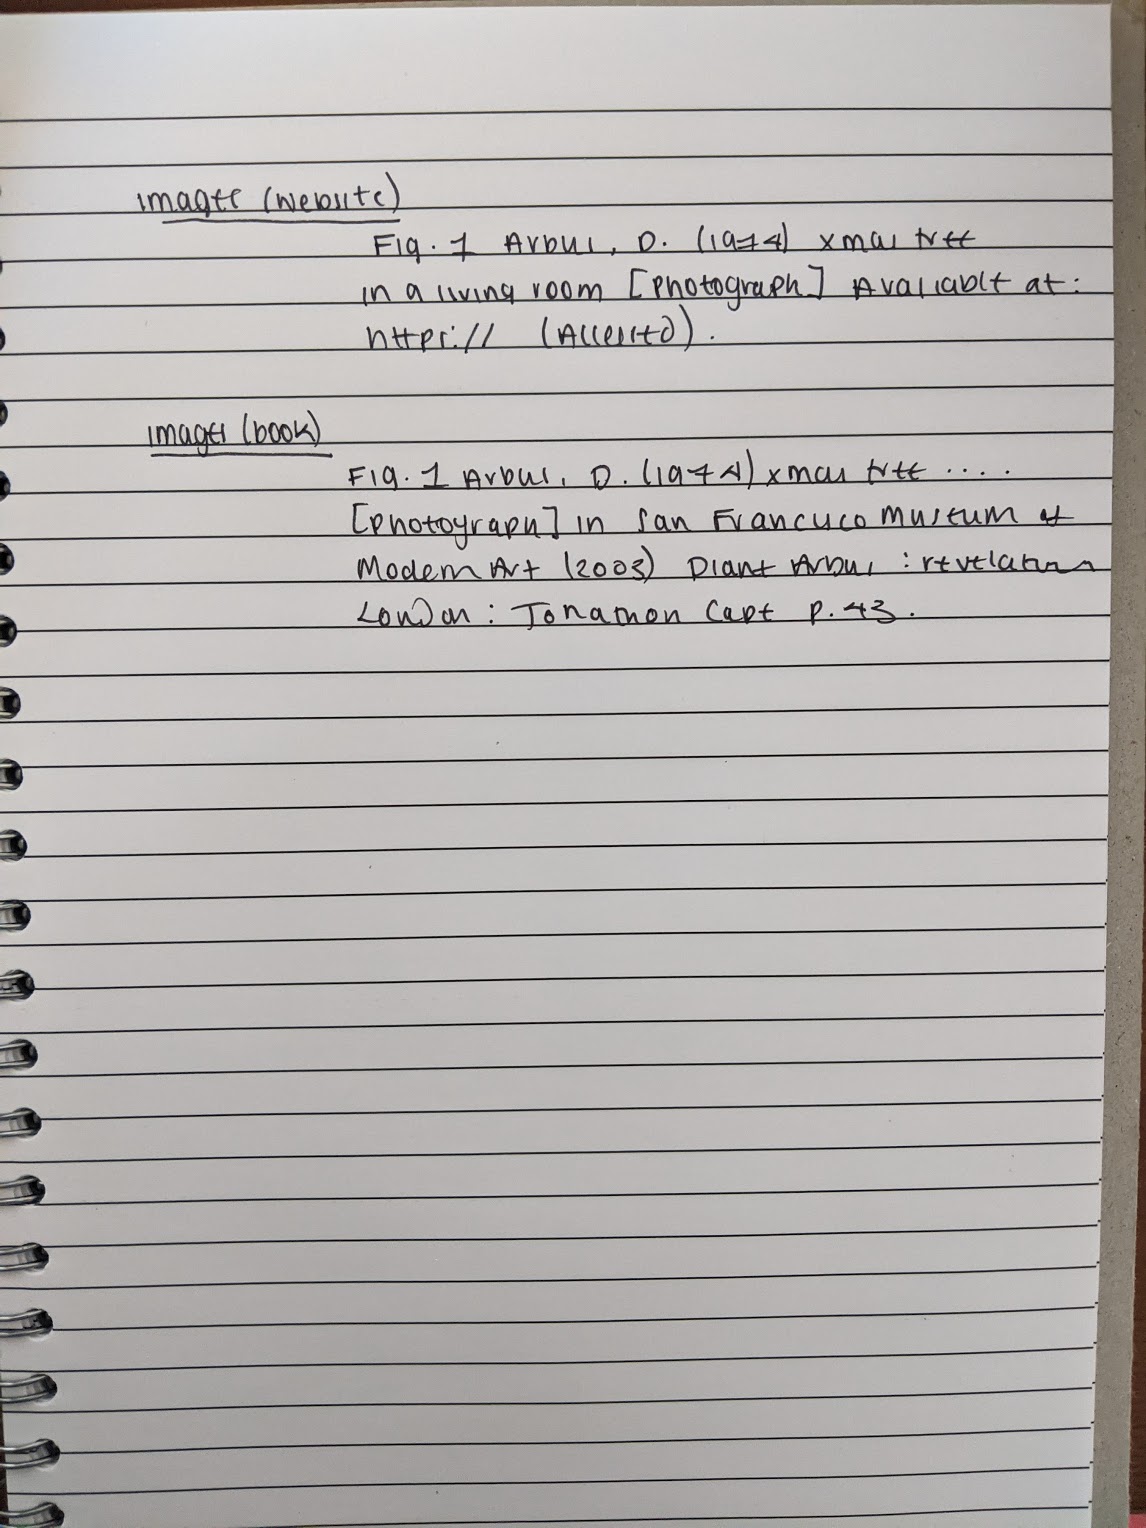 images (website)
Fig. 1 Arbus, D. (1974) xmas tree
in a living room [photograph] Avaliable at:
https:// (Accessed).
images (book)
Fig. 1 Arbus, D. (1974) xmas tree ....
[photograph] in San Francisco Museum of
Modern Art (2003) Diane Arbus : revelations
London : Jonathon Cape p. 43.